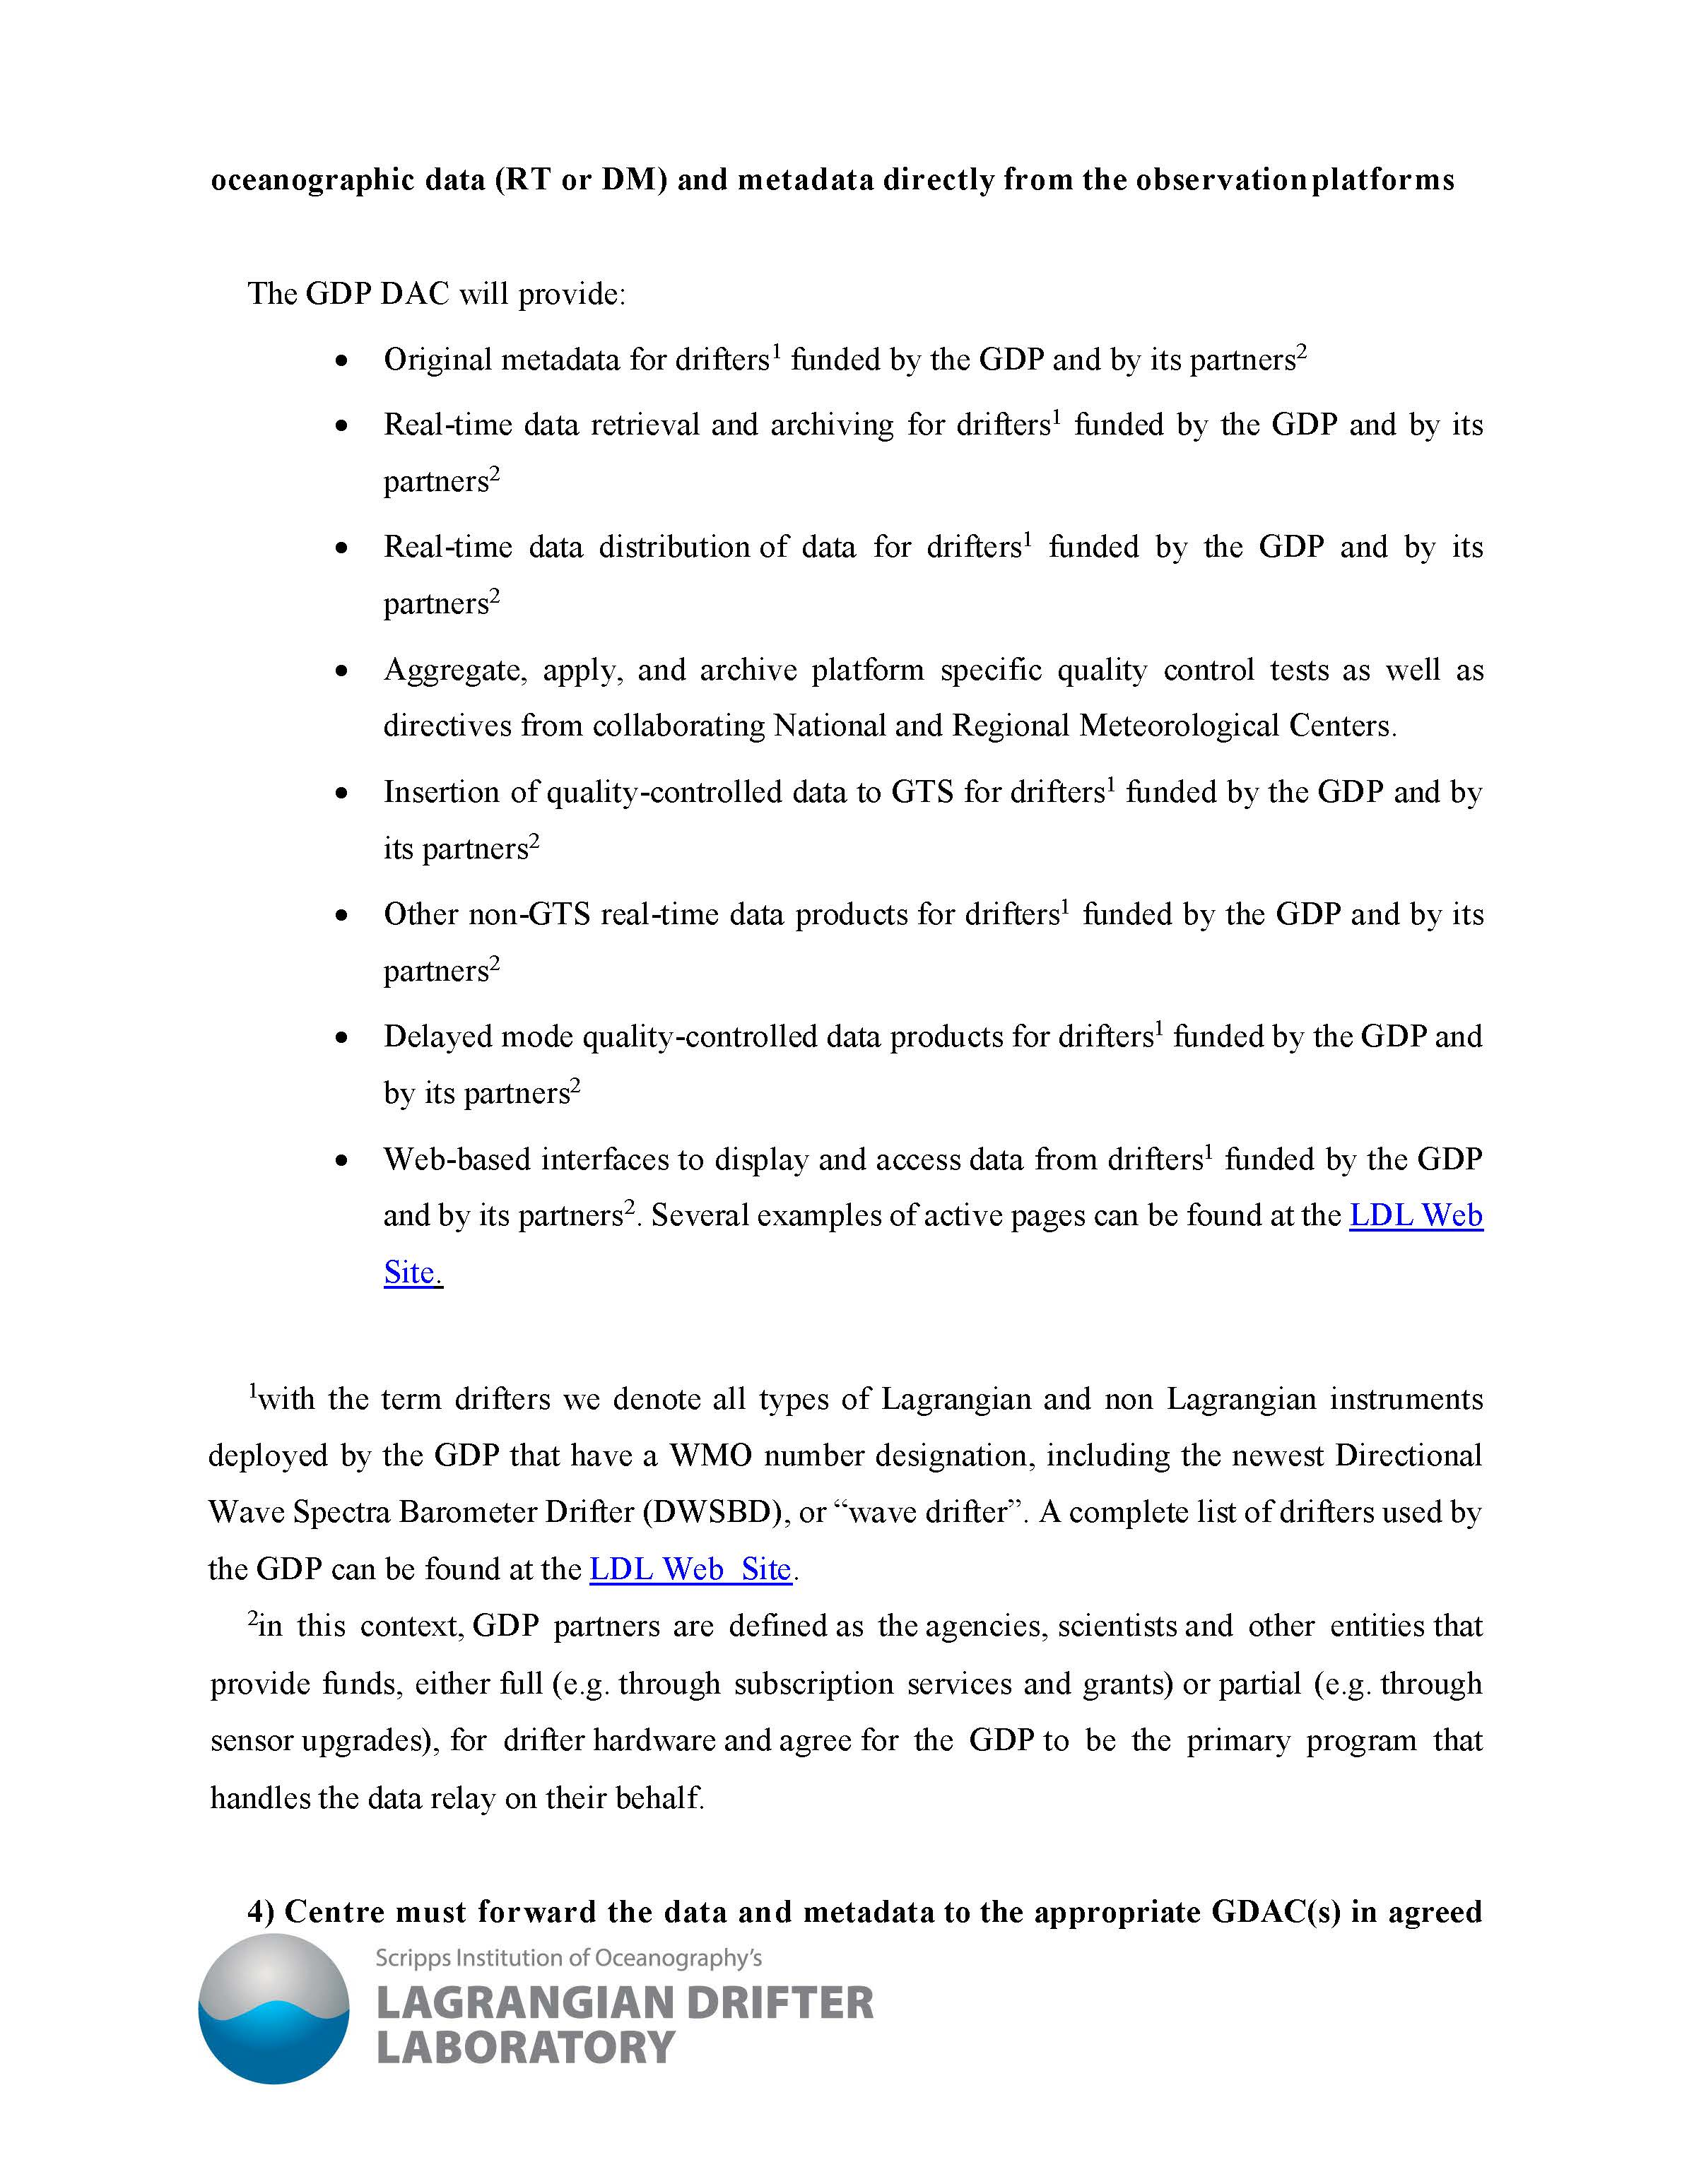 oceanographic data (RT or DM) and metadata directly from the observation platforms
The GDP DAC will provide:
• Original metadata for drifters¹ funded by the GDP and by its partners²
• Real-time data retrieval and archiving for drifters¹ funded by the GDP and by its
partners²
• Real-time data distribution of data for drifters¹ funded by the GDP and by its
partners²
• Aggregate, apply, and archive platform specific quality control tests as well as
directives from collaborating National and Regional Meteorological Centers.
• Insertion of quality-controlled data to GTS for drifters¹ funded by the GDP and by
its partners²
• Other non-GTS real-time data products for drifters¹ funded by the GDP and by its
partners²
• Delayed mode quality-controlled data products for drifters¹ funded by the GDP and
by its partners²
• Web-based interfaces to display and access data from drifters¹ funded by the GDP
and by its partners². Several examples of active pages can be found at the LDL Web
Site.
¹with the term drifters we denote all types of Lagrangian and non Lagrangian instruments
deployed by the GDP that have a WMO number designation, including the newest Directional
Wave Spectra Barometer Drifter (DWSBD), or “wave drifter”. A complete list of drifters used by
the GDP can be found at the LDL Web Site.
²in this context, GDP partners are defined as the agencies, scientists and other entities that
provide funds, either full (e.g. through subscription services and grants) or partial (e.g. through
sensor upgrades), for drifter hardware and agree for the GDP to be the primary program that
handles the data relay on their behalf.
4) Centre must forward the data and metadata to the appropriate GDAC(s) in agreed
Scripps Institution of Oceanography’s
LAGRANGIAN DRIFTER
LABORATORY